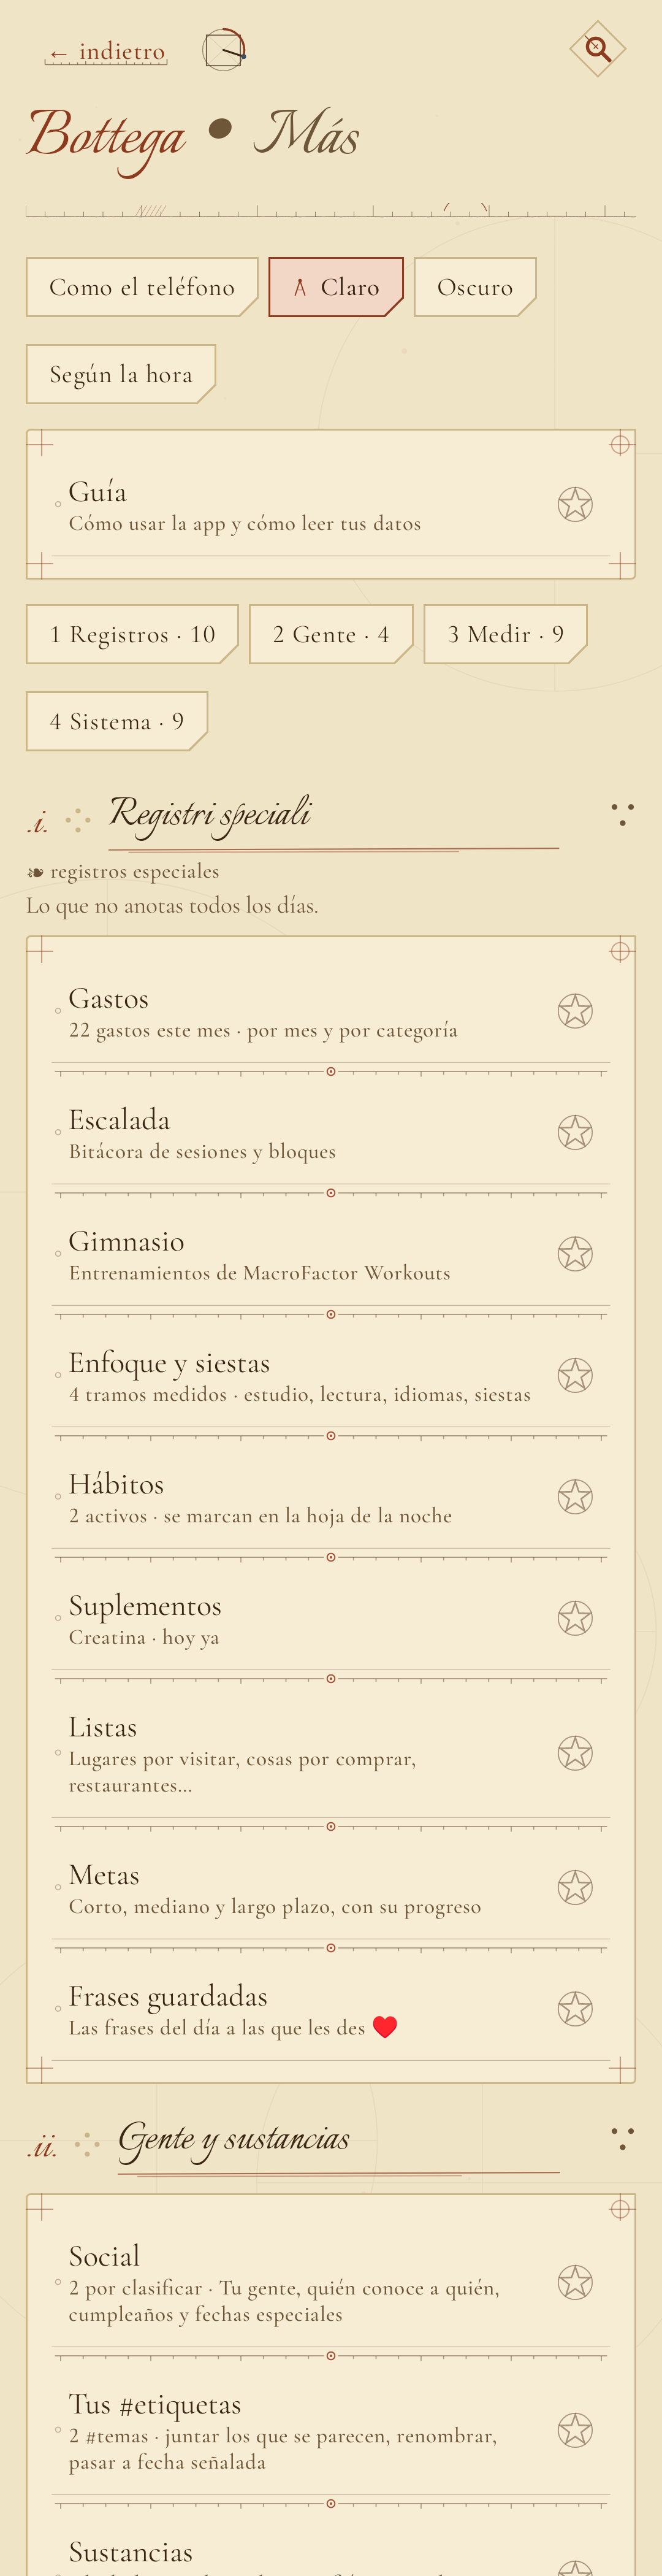 ← indietro
Bottega • Más
Como el teléfono
Claro
Oscuro
Según la hora
Guía
Cómo usar la app y cómo leer tus datos
1 Registros · 10
2 Gente · 4
3 Medir · 9
4 Sistema · 9
.i. Registri speciali
❧ registros especiales
Lo que no anotas todos los días.
Gastos
22 gastos este mes · por mes y por categoría
Escalada
Bitácora de sesiones y bloques
Gimnasio
Entrenamientos de MacroFactor Workouts
Enfoque y siestas
4 tramos medidos · estudio, lectura, idiomas, siestas
Hábitos
2 activos · se marcan en la hoja de la noche
Suplementos
Creatina · hoy ya
Listas
Lugares por visitar, cosas por comprar,
restaurantes...
Metas
Corto, mediano y largo plazo, con su progreso
Frases guardadas
Las frases del día a las que les des ❤️
.ii. Gente y sustancias
Social
2 por clasificar · Tu gente, quién conoce a quién,
cumpleaños y fechas especiales
Tus #etiquetas
2 #temas · juntar los que se parecen, renombrar,
pasar a fecha señalada
Sustancias